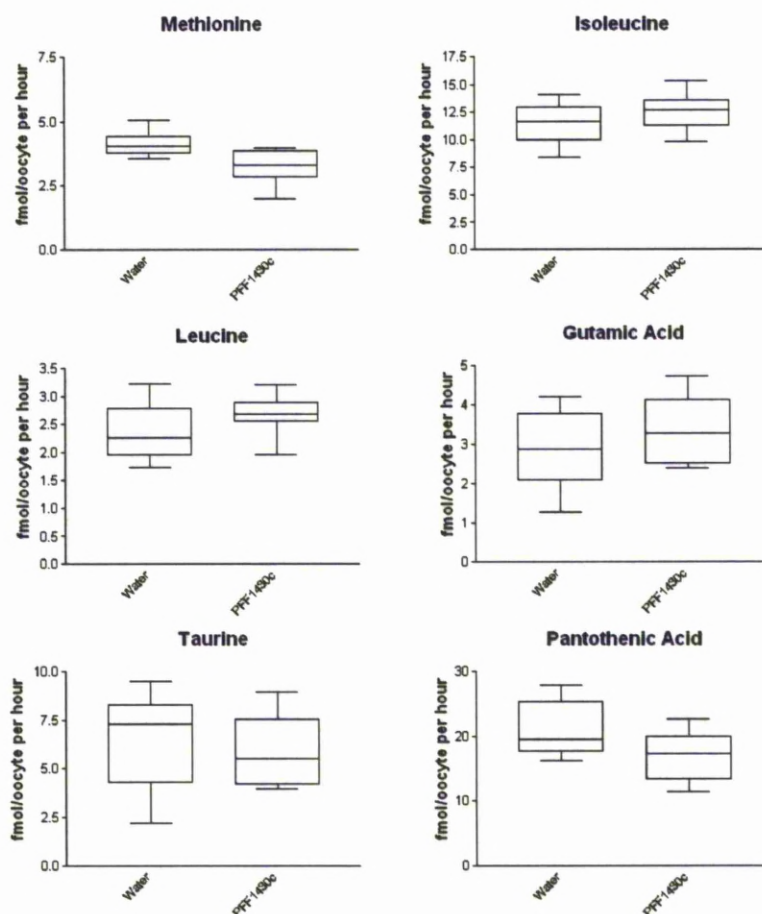 Methionine
fmol/oocyte per hour
7.5
5.0
2.5
0.0
Water
PFF1430c
Isoleucine
fmol/oocyte per hour
17.5
15.0
12.5
10.0
7.5
5.0
2.5
0.0
Water
PFF1430c
Leucine
fmol/oocyte per hour
3.5
3.0
2.5
2.0
1.5
1.0
0.5
0.0
Water
PFF1430c
Gutamic Acid
fmol/oocyte per hour
5
4
3
2
1
0
Water
PFF1430c
Taurine
fmol/oocyte per hour
10.0
7.5
5.0
2.5
0.0
Water
PFF1430c
Pantothenic Acid
fmol/oocyte per hour
30
20
10
0
Water
PFF1430c